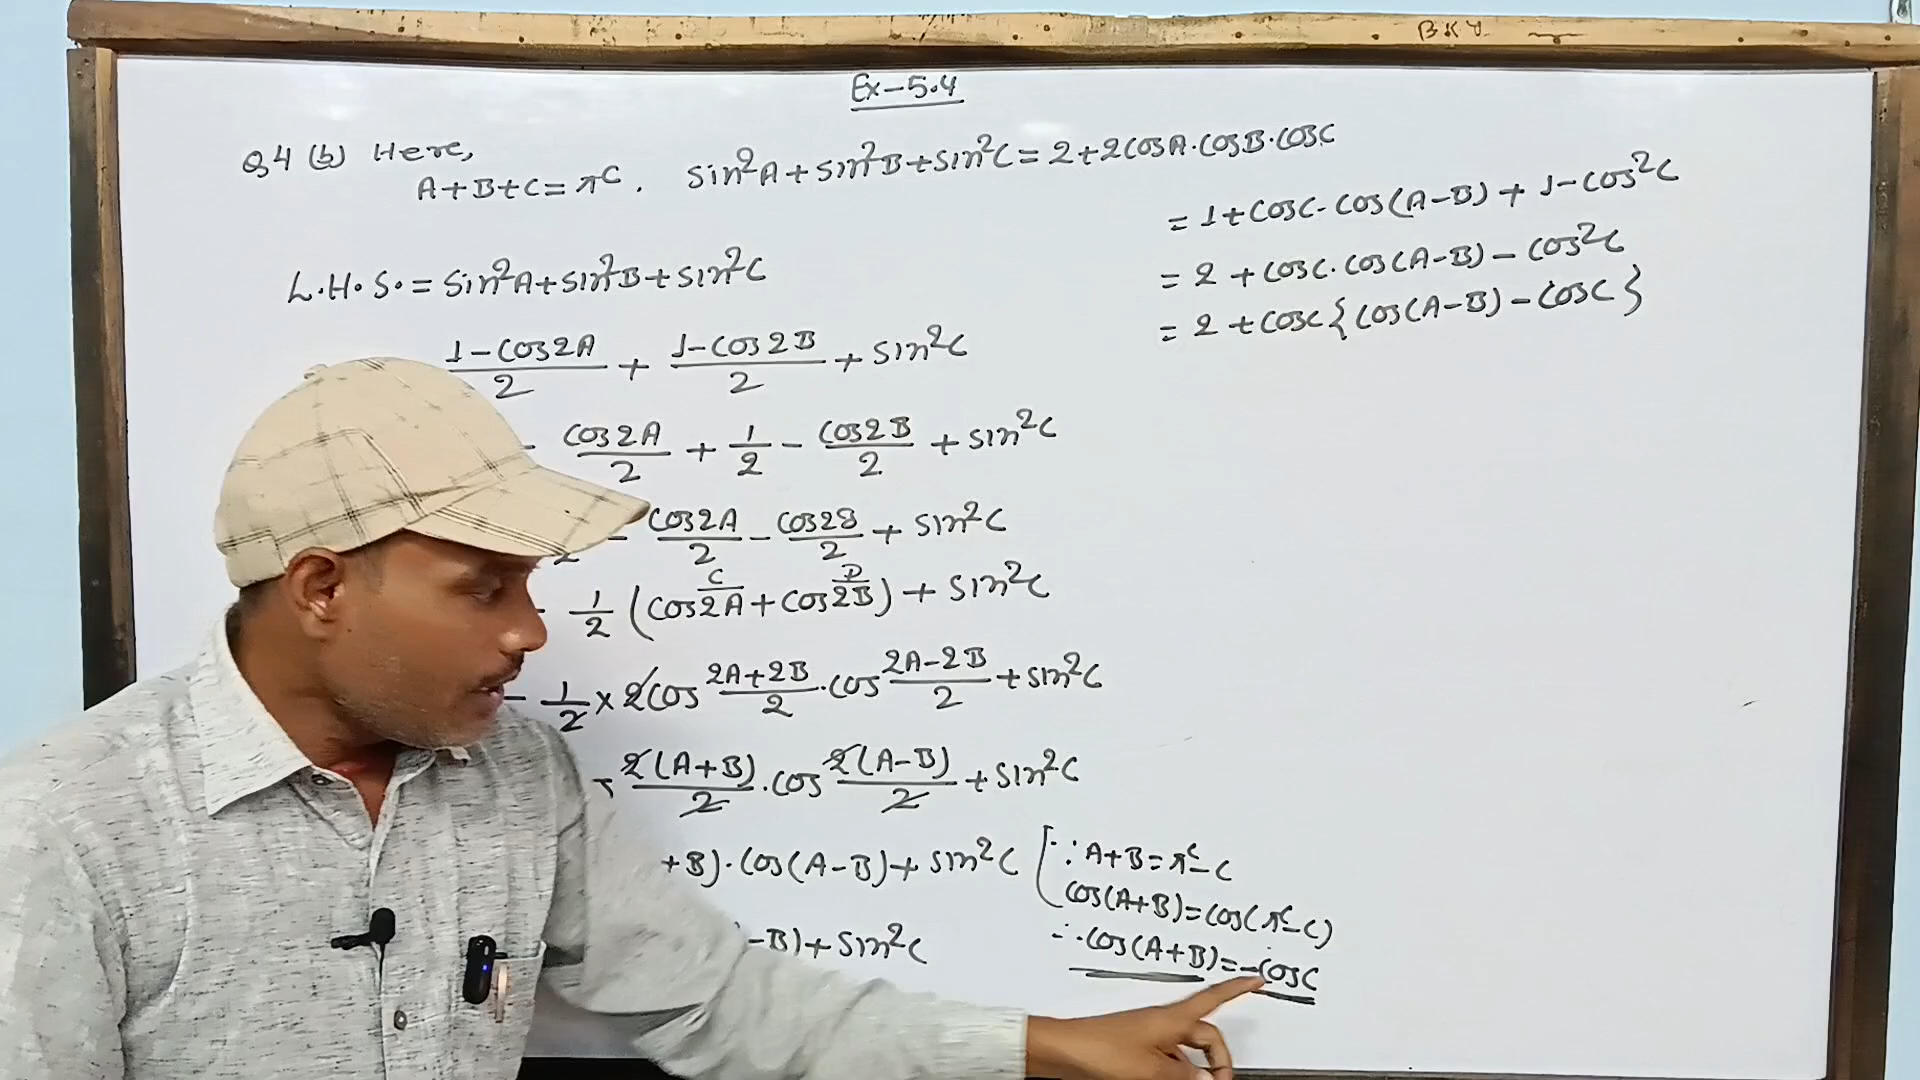 BKY
Ex-5.4
Q4 (b) Here,
A+B+C=π^c. sin²A+sin²B+sin²C=2+2cosA.cosB.cosC
L.H.S.=sin²A+sin²B+sin²C
1-cos2A/2 + 1-cos2B/2 + sin²C
- cos2A/2 + 1/2 - cos2B/2 + sin²C
- cos2A/2 - cos2B/2 + sin²C
C D
- 1/2 (cos2A+cos2B)+sin²C
- 1/2 × 2cos 2A+2B/2 . cos 2A-2B/2 + sin²C
2(A+B)/2 . cos 2(A-B)/2 + sin²C
+B).cos(A-B)+sin²C
-B)+sin²C
[∵A+B=π^c-C
cos(A+B)=cos(π^c-C)
∴cos(A+B)=-cosC
= 1+cosC.cos(A-B)+1-cos²C
= 2+cosC.cos(A-B)-cos²C
= 2+cosC{cos(A-B)-cosC}